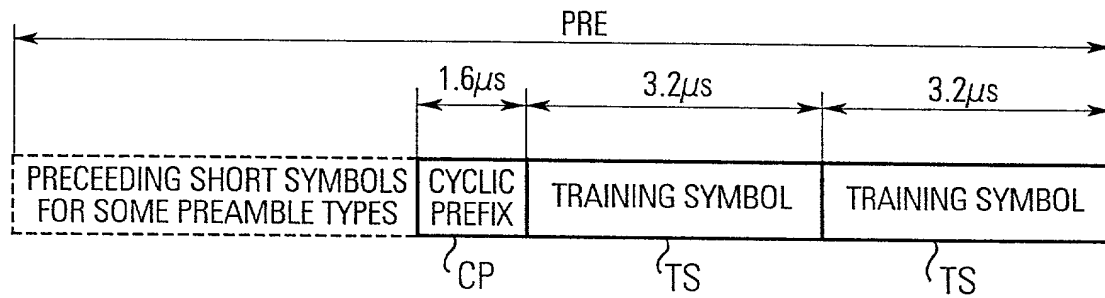 PRE
1.6μs
3.2μs
3.2μs
PRECEEDING SHORT SYMBOLS
FOR SOME PREAMBLE TYPES
CYCLIC
PREFIX
TRAINING SYMBOL
TRAINING SYMBOL
CP
TS
TS